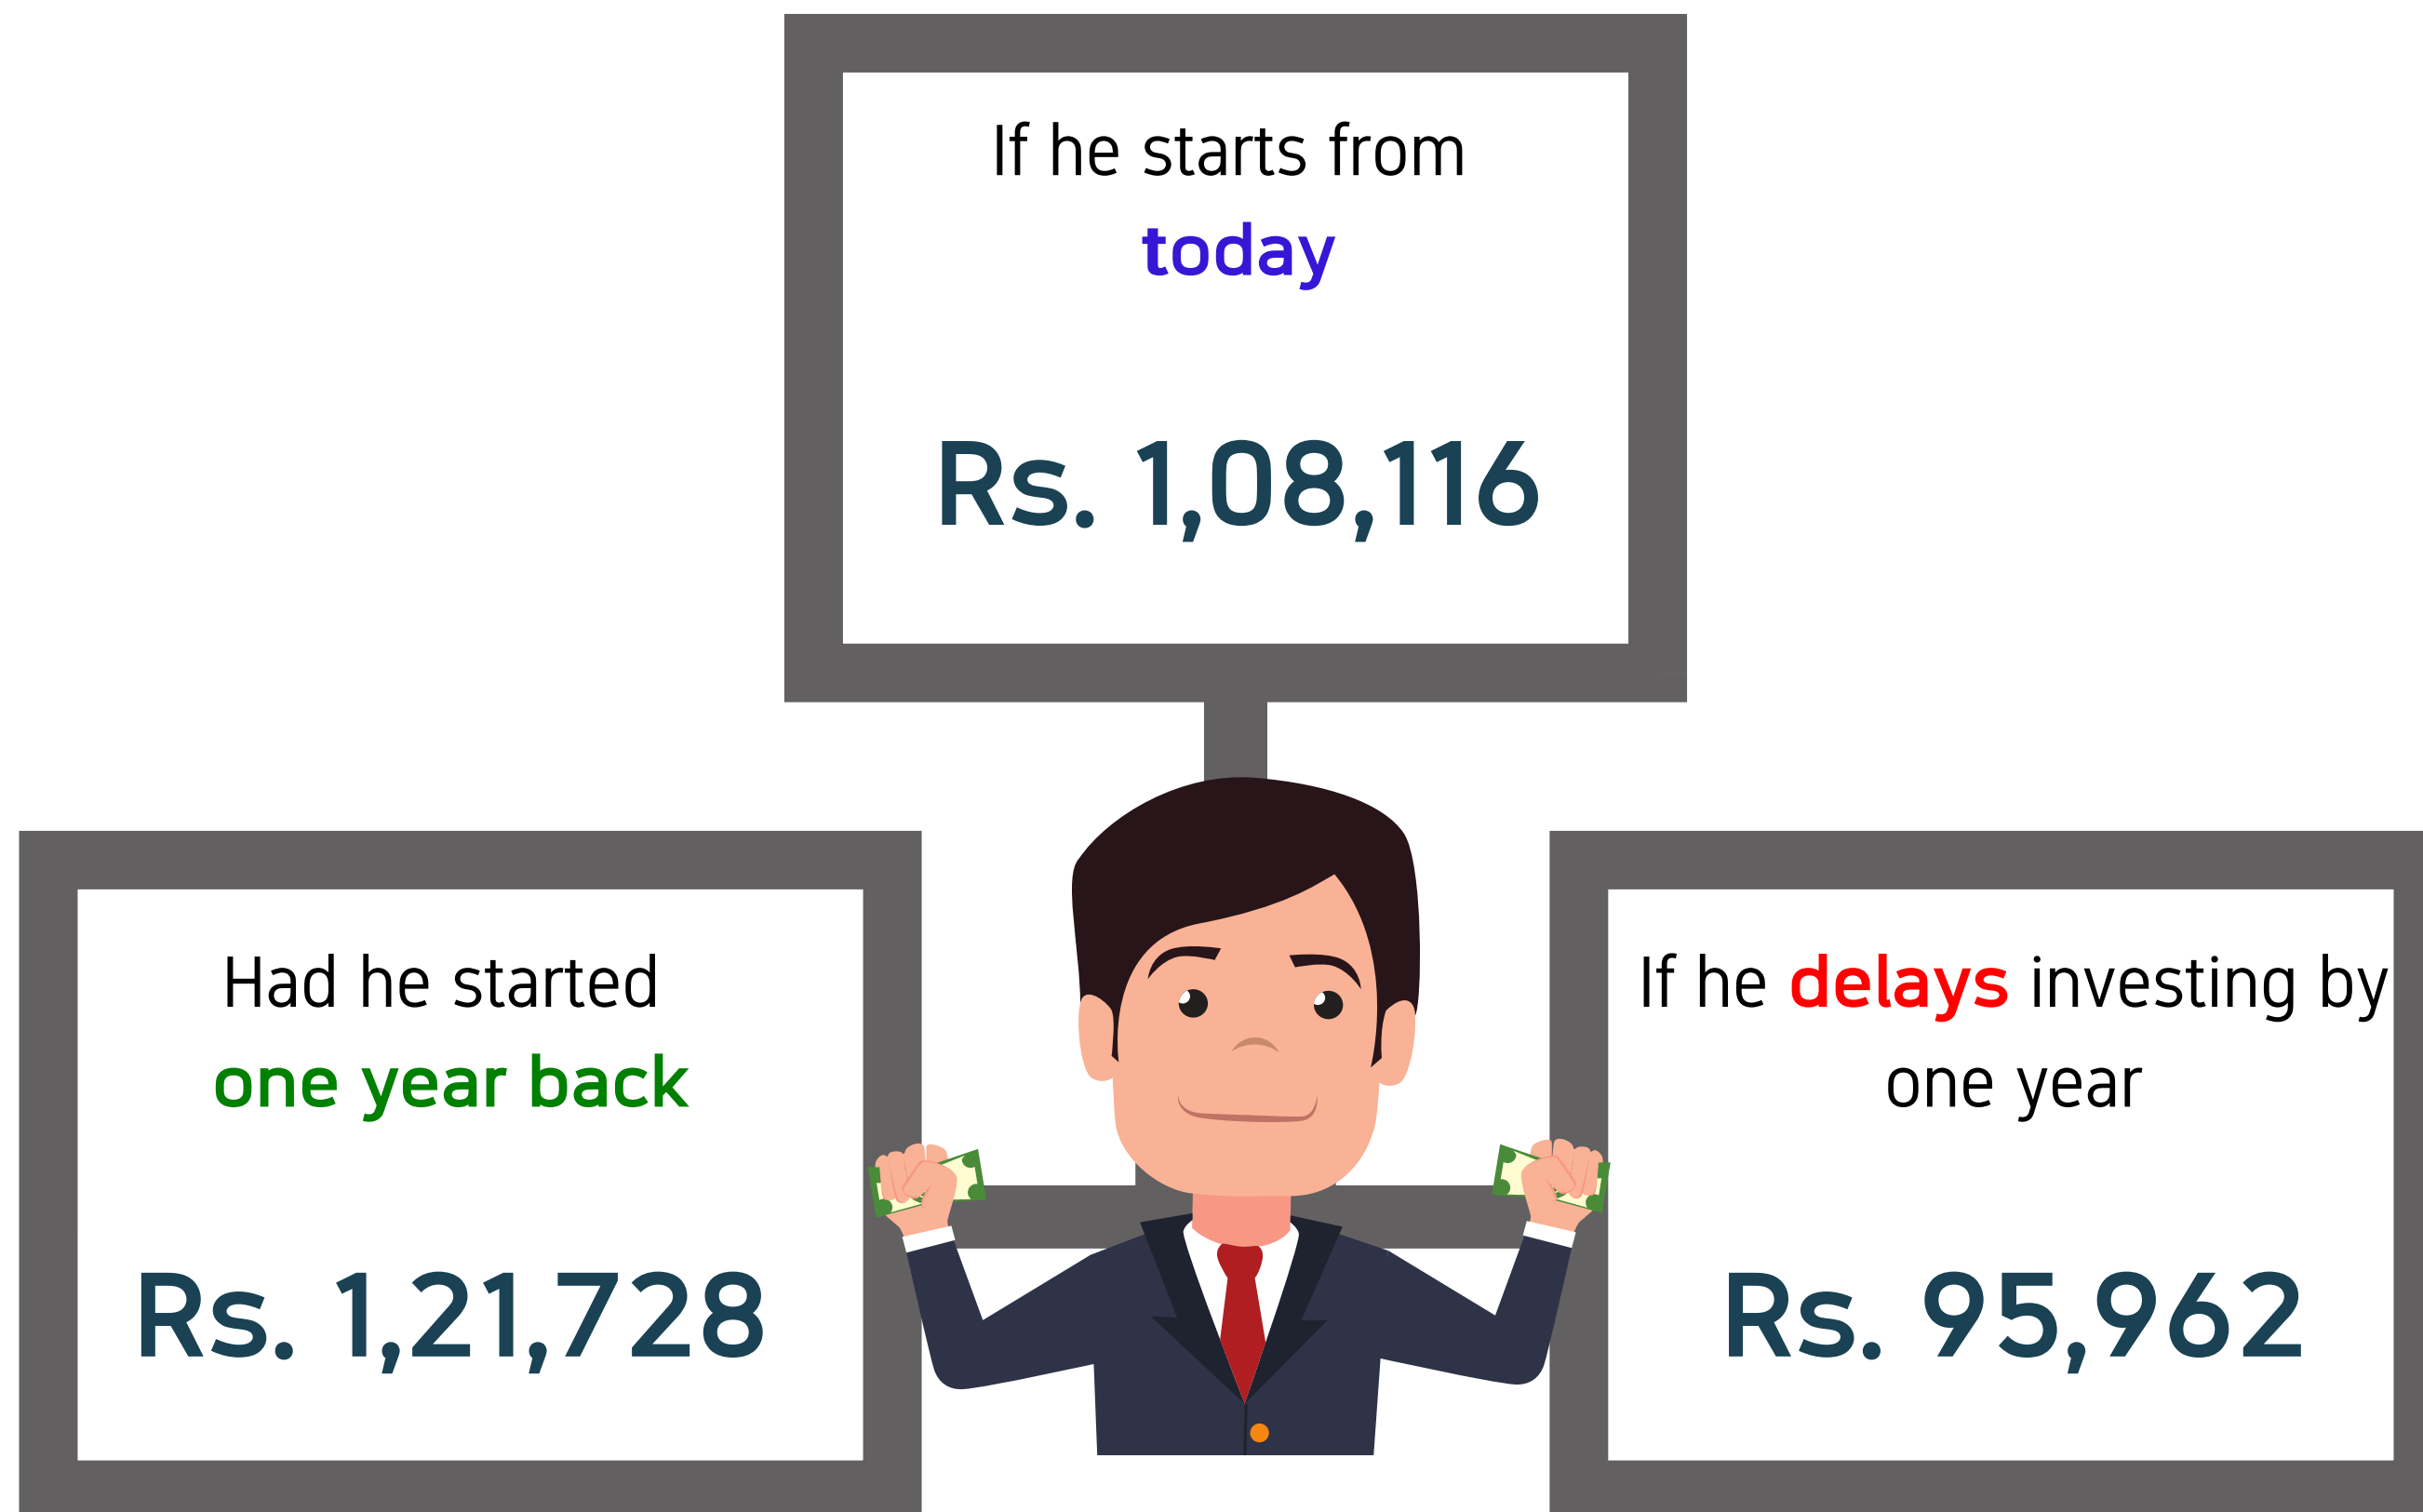 If he starts from
today
Rs. 1,08,116
Had he started
one year back
Rs. 1,21,728
If he delays investing by
one year
Rs. 95,962